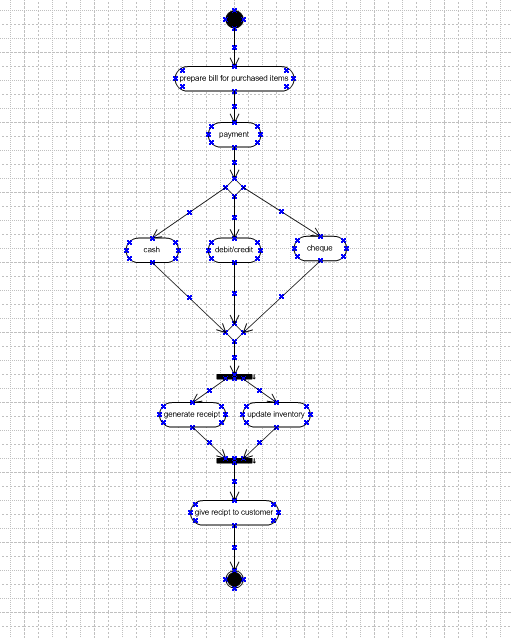 prepare bill for purchased items
payment
cash
debit/credit
cheque
generate receipt
update inventory
give recipt to customer